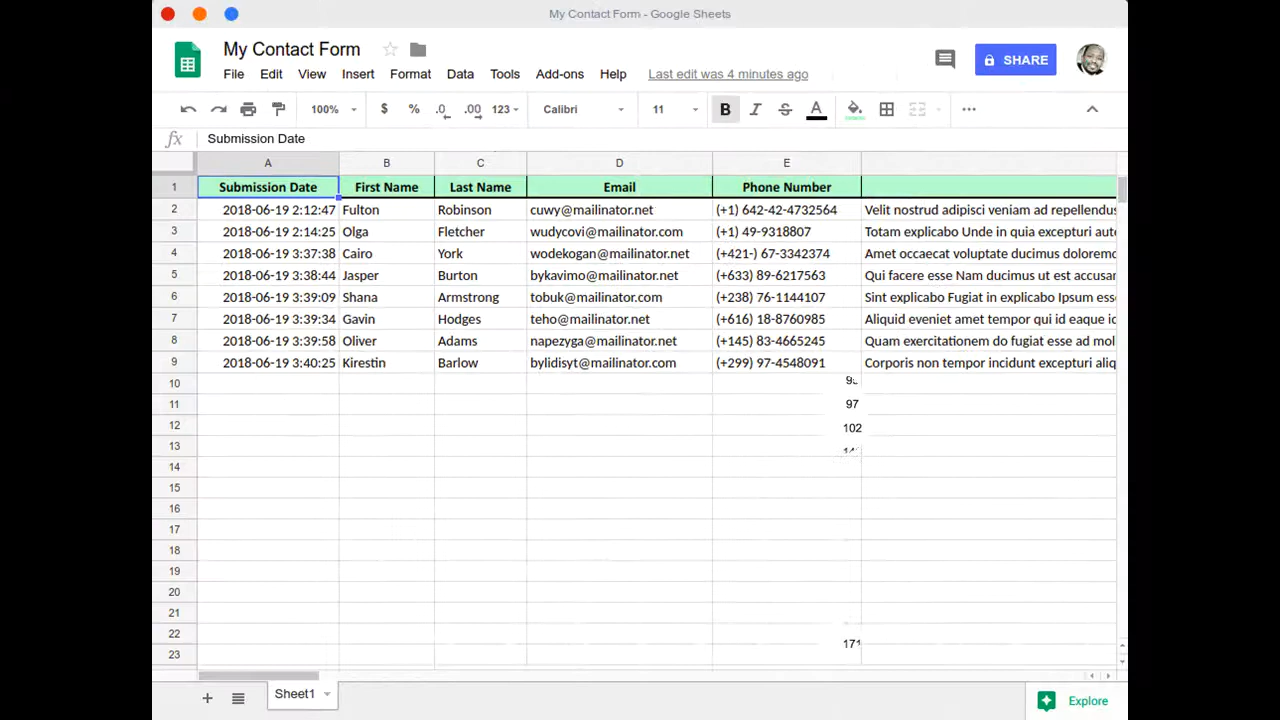 My Contact Form - Google Sheets
My Contact Form
File Edit View Insert Format Data Tools Add-ons Help Last edit was 4 minutes ago
SHARE
100% $ % .0 .00 123 Calibri 11 B I S A
fx Submission Date
A B C D E
1 Submission Date First Name Last Name Email Phone Number
2 2018-06-19 2:12:47 Fulton Robinson cuwy@mailinator.net (+1) 642-42-4732564 Velit nostrud adipisci veniam ad repellendus
3 2018-06-19 2:14:25 Olga Fletcher wudycovi@mailinator.com (+1) 49-9318807 Totam explicabo Unde in quia excepturi aut
4 2018-06-19 3:37:38 Cairo York wodekogan@mailinator.net (+421-) 67-3342374 Amet occaecat voluptate ducimus dolorem
5 2018-06-19 3:38:44 Jasper Burton bykavimo@mailinator.net (+633) 89-6217563 Qui facere esse Nam ducimus ut est accusa
6 2018-06-19 3:39:09 Shana Armstrong tobuk@mailinator.com (+238) 76-1144107 Sint explicabo Fugiat in explicabo Ipsum ess
7 2018-06-19 3:39:34 Gavin Hodges teho@mailinator.net (+616) 18-8760985 Aliquid eveniet amet tempor qui id eaque i
8 2018-06-19 3:39:58 Oliver Adams napezyga@mailinator.net (+145) 83-4665245 Quam exercitationem do fugiat esse ad mol
9 2018-06-19 3:40:25 Kirestin Barlow bylidisyt@mailinator.com (+299) 97-4548091 Corporis non tempor incidunt excepturi aliq
10
11 97
12 102
13
14
15
16
17
18
19
20
21
22
171
23
+ Sheet1
Explore